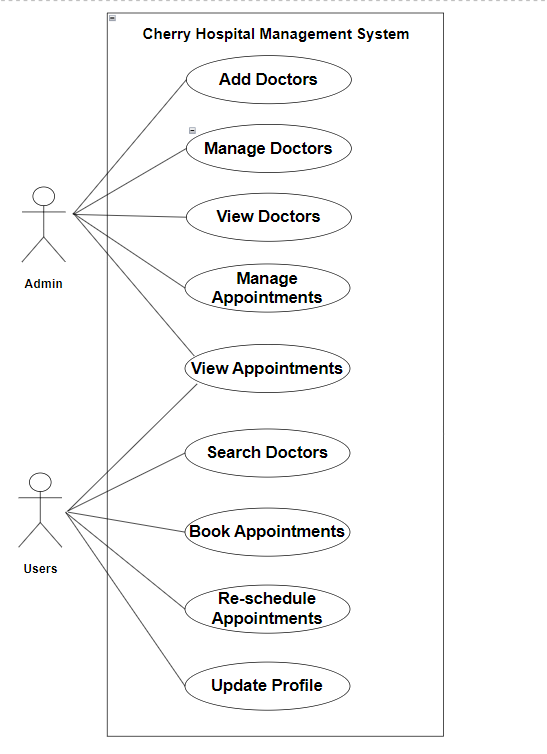 Cherry Hospital Management System
Add Doctors
Manage Doctors
View Doctors
Admin
Manage
Appointments
View Appointments
Search Doctors
Book Appointments
Users
Re-schedule
Appointments
Update Profile